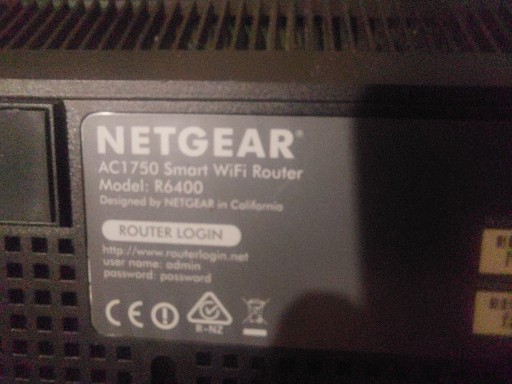 NETGEAR®
AC1750 Smart WiFi Router
Model: R6400
Designed by NETGEAR in California
ROUTER LOGIN
http://www.routerlogin.net
user name: admin
password: password
CE
R-NZ